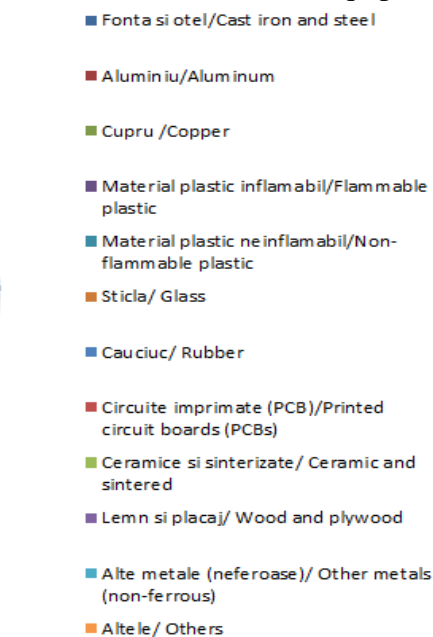 Fonta si otel/Cast iron and steel
Aluminiu/Aluminum
Cupru /Copper
Material plastic inflamabil/Flammable
plastic
Material plastic neinflamabil/Non-
flammable plastic
Sticla/ Glass
Cauciuc/ Rubber
Circuite imprimate (PCB)/Printed
circuit boards (PCBs)
Ceramice si sinterizate/ Ceramic and
sintered
Lemn si placaj/ Wood and plywood
Alte metale (neferoase)/ Other metals
(non-ferrous)
Altele/ Others